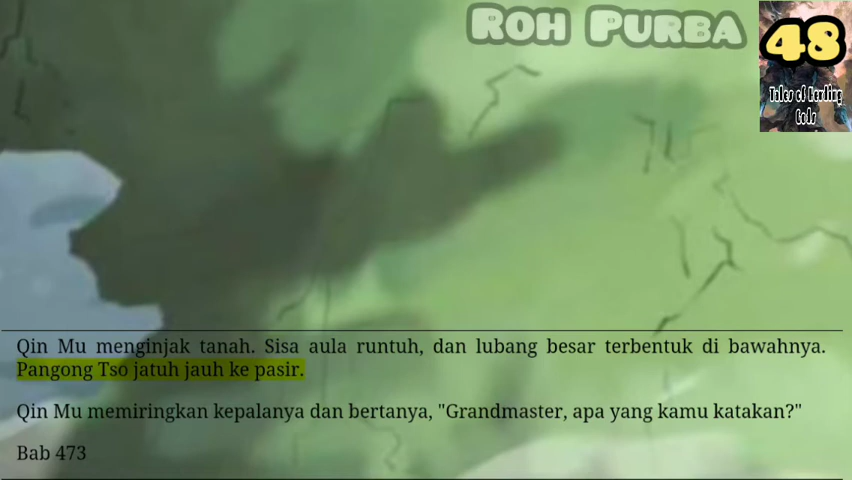 Roh Purba
48
Tales of Herding
Gods
Qin Mu menginjak tanah. Sisa aula runtuh, dan lubang besar terbentuk di bawahnya.
Pangong Tso jatuh jauh ke pasir.
Qin Mu memiringkan kepalanya dan bertanya, "Grandmaster, apa yang kamu katakan?"
Bab 473